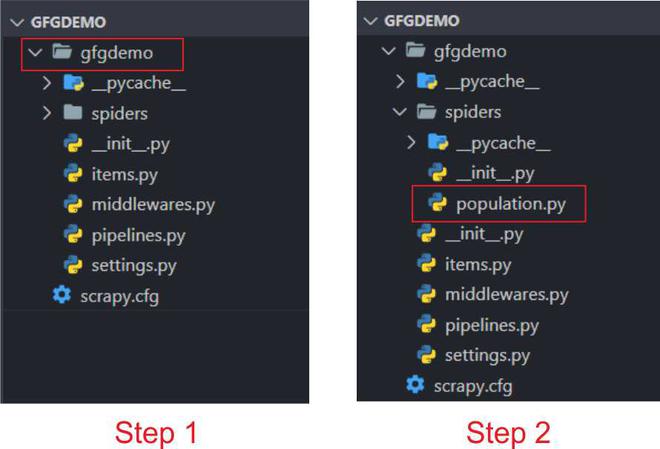 GFGDEMO
gfgdemo
__pycache__
spiders
__init__.py
items.py
middlewares.py
pipelines.py
settings.py
scrapy.cfg
Step 1
GFGDEMO
gfgdemo
__pycache__
spiders
__pycache__
__init__.py
population.py
__init__.py
items.py
middlewares.py
pipelines.py
settings.py
scrapy.cfg
Step 2